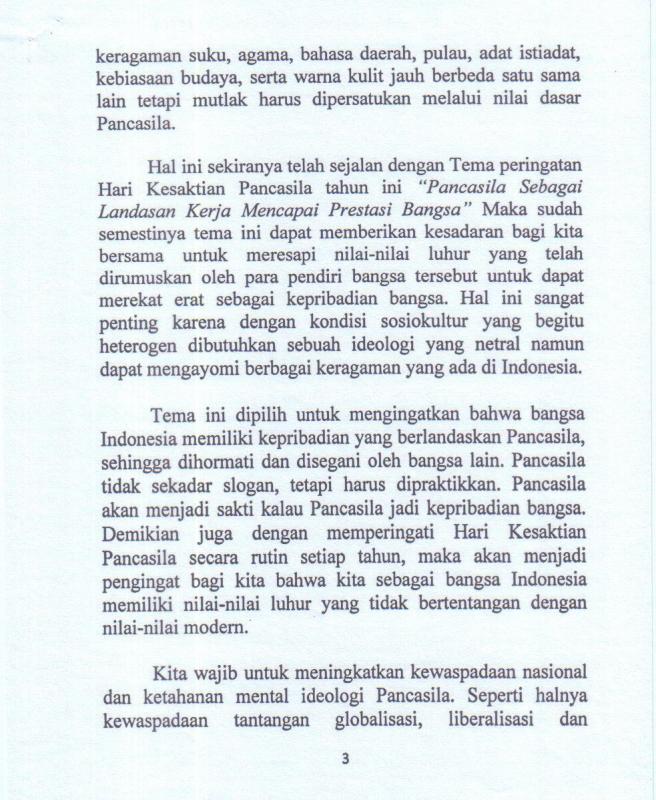 keragaman suku, agama, bahasa daerah, pulau, adat istiadat,
kebiasaan budaya, serta warna kulit jauh berbeda satu sama
lain tetapi mutlak harus dipersatukan melalui nilai dasar
Pancasila.
Hal ini sekiranya telah sejalan dengan Tema peringatan
Hari Kesaktian Pancasila tahun ini “Pancasila Sebagai
Landasan Kerja Mencapai Prestasi Bangsa” Maka sudah
semestinya tema ini dapat memberikan kesadaran bagi kita
bersama untuk meresapi nilai-nilai luhur yang telah
dirumuskan oleh para pendiri bangsa tersebut untuk dapat
merekat erat sebagai kepribadian bangsa. Hal ini sangat
penting karena dengan kondisi sosiokultur yang begitu
heterogen dibutuhkan sebuah ideologi yang netral namun
dapat mengayomi berbagai keragaman yang ada di Indonesia.
Tema ini dipilih untuk mengingatkan bahwa bangsa
Indonesia memiliki kepribadian yang berlandaskan Pancasila,
sehingga dihormati dan disegani oleh bangsa lain. Pancasila
tidak sekadar slogan, tetapi harus dipraktikkan. Pancasila
akan menjadi sakti kalau Pancasila jadi kepribadian bangsa.
Demikian juga dengan memperingati Hari Kesaktian
Pancasila secara rutin setiap tahun, maka akan menjadi
pengingat bagi kita bahwa kita sebagai bangsa Indonesia
memiliki nilai-nilai luhur yang tidak bertentangan dengan
nilai-nilai modern.
Kita wajib untuk meningkatkan kewaspadaan nasional
dan ketahanan mental ideologi Pancasila. Seperti halnya
kewaspadaan tantangan globalisasi, liberalisasi dan
3